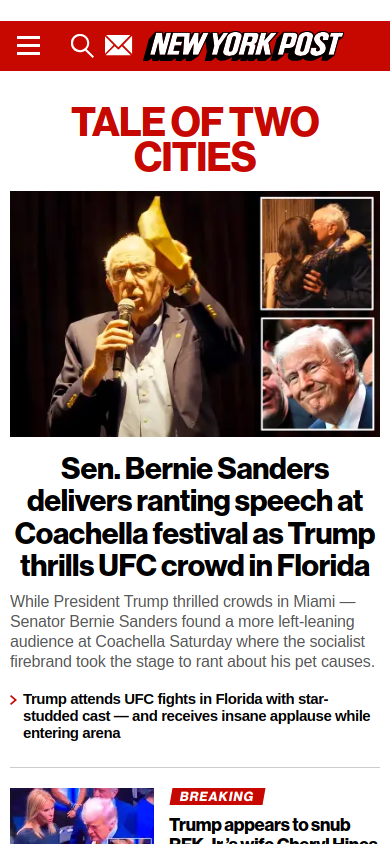 NEW YORK POST
TALE OF TWO
CITIES
Sen. Bernie Sanders
delivers ranting speech at
Coachella festival as Trump
thrills UFC crowd in Florida
While President Trump thrilled crowds in Miami —
Senator Bernie Sanders found a more left-leaning
audience at Coachella Saturday where the socialist
firebrand took the stage to rant about his pet causes.
Trump attends UFC fights in Florida with star-
studded cast — and receives insane applause while
entering arena
BREAKING
Trump appears to snub
RFK Jr.'s wife Cheryl Hines